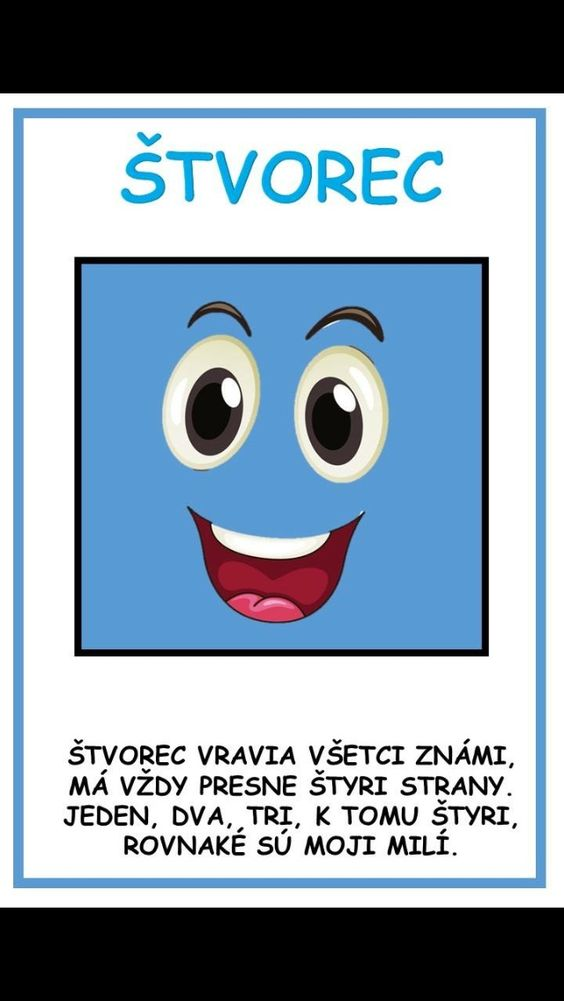 ŠTVOREC
ŠTVOREC VRAVIA VŠETCI ZNÁMI,
MÁ VŽDY PRESNE ŠTYRI STRANY.
JEDEN, DVA, TRI, K TOMU ŠTYRI,
ROVNAKÉ SÚ MOJI MILÍ.